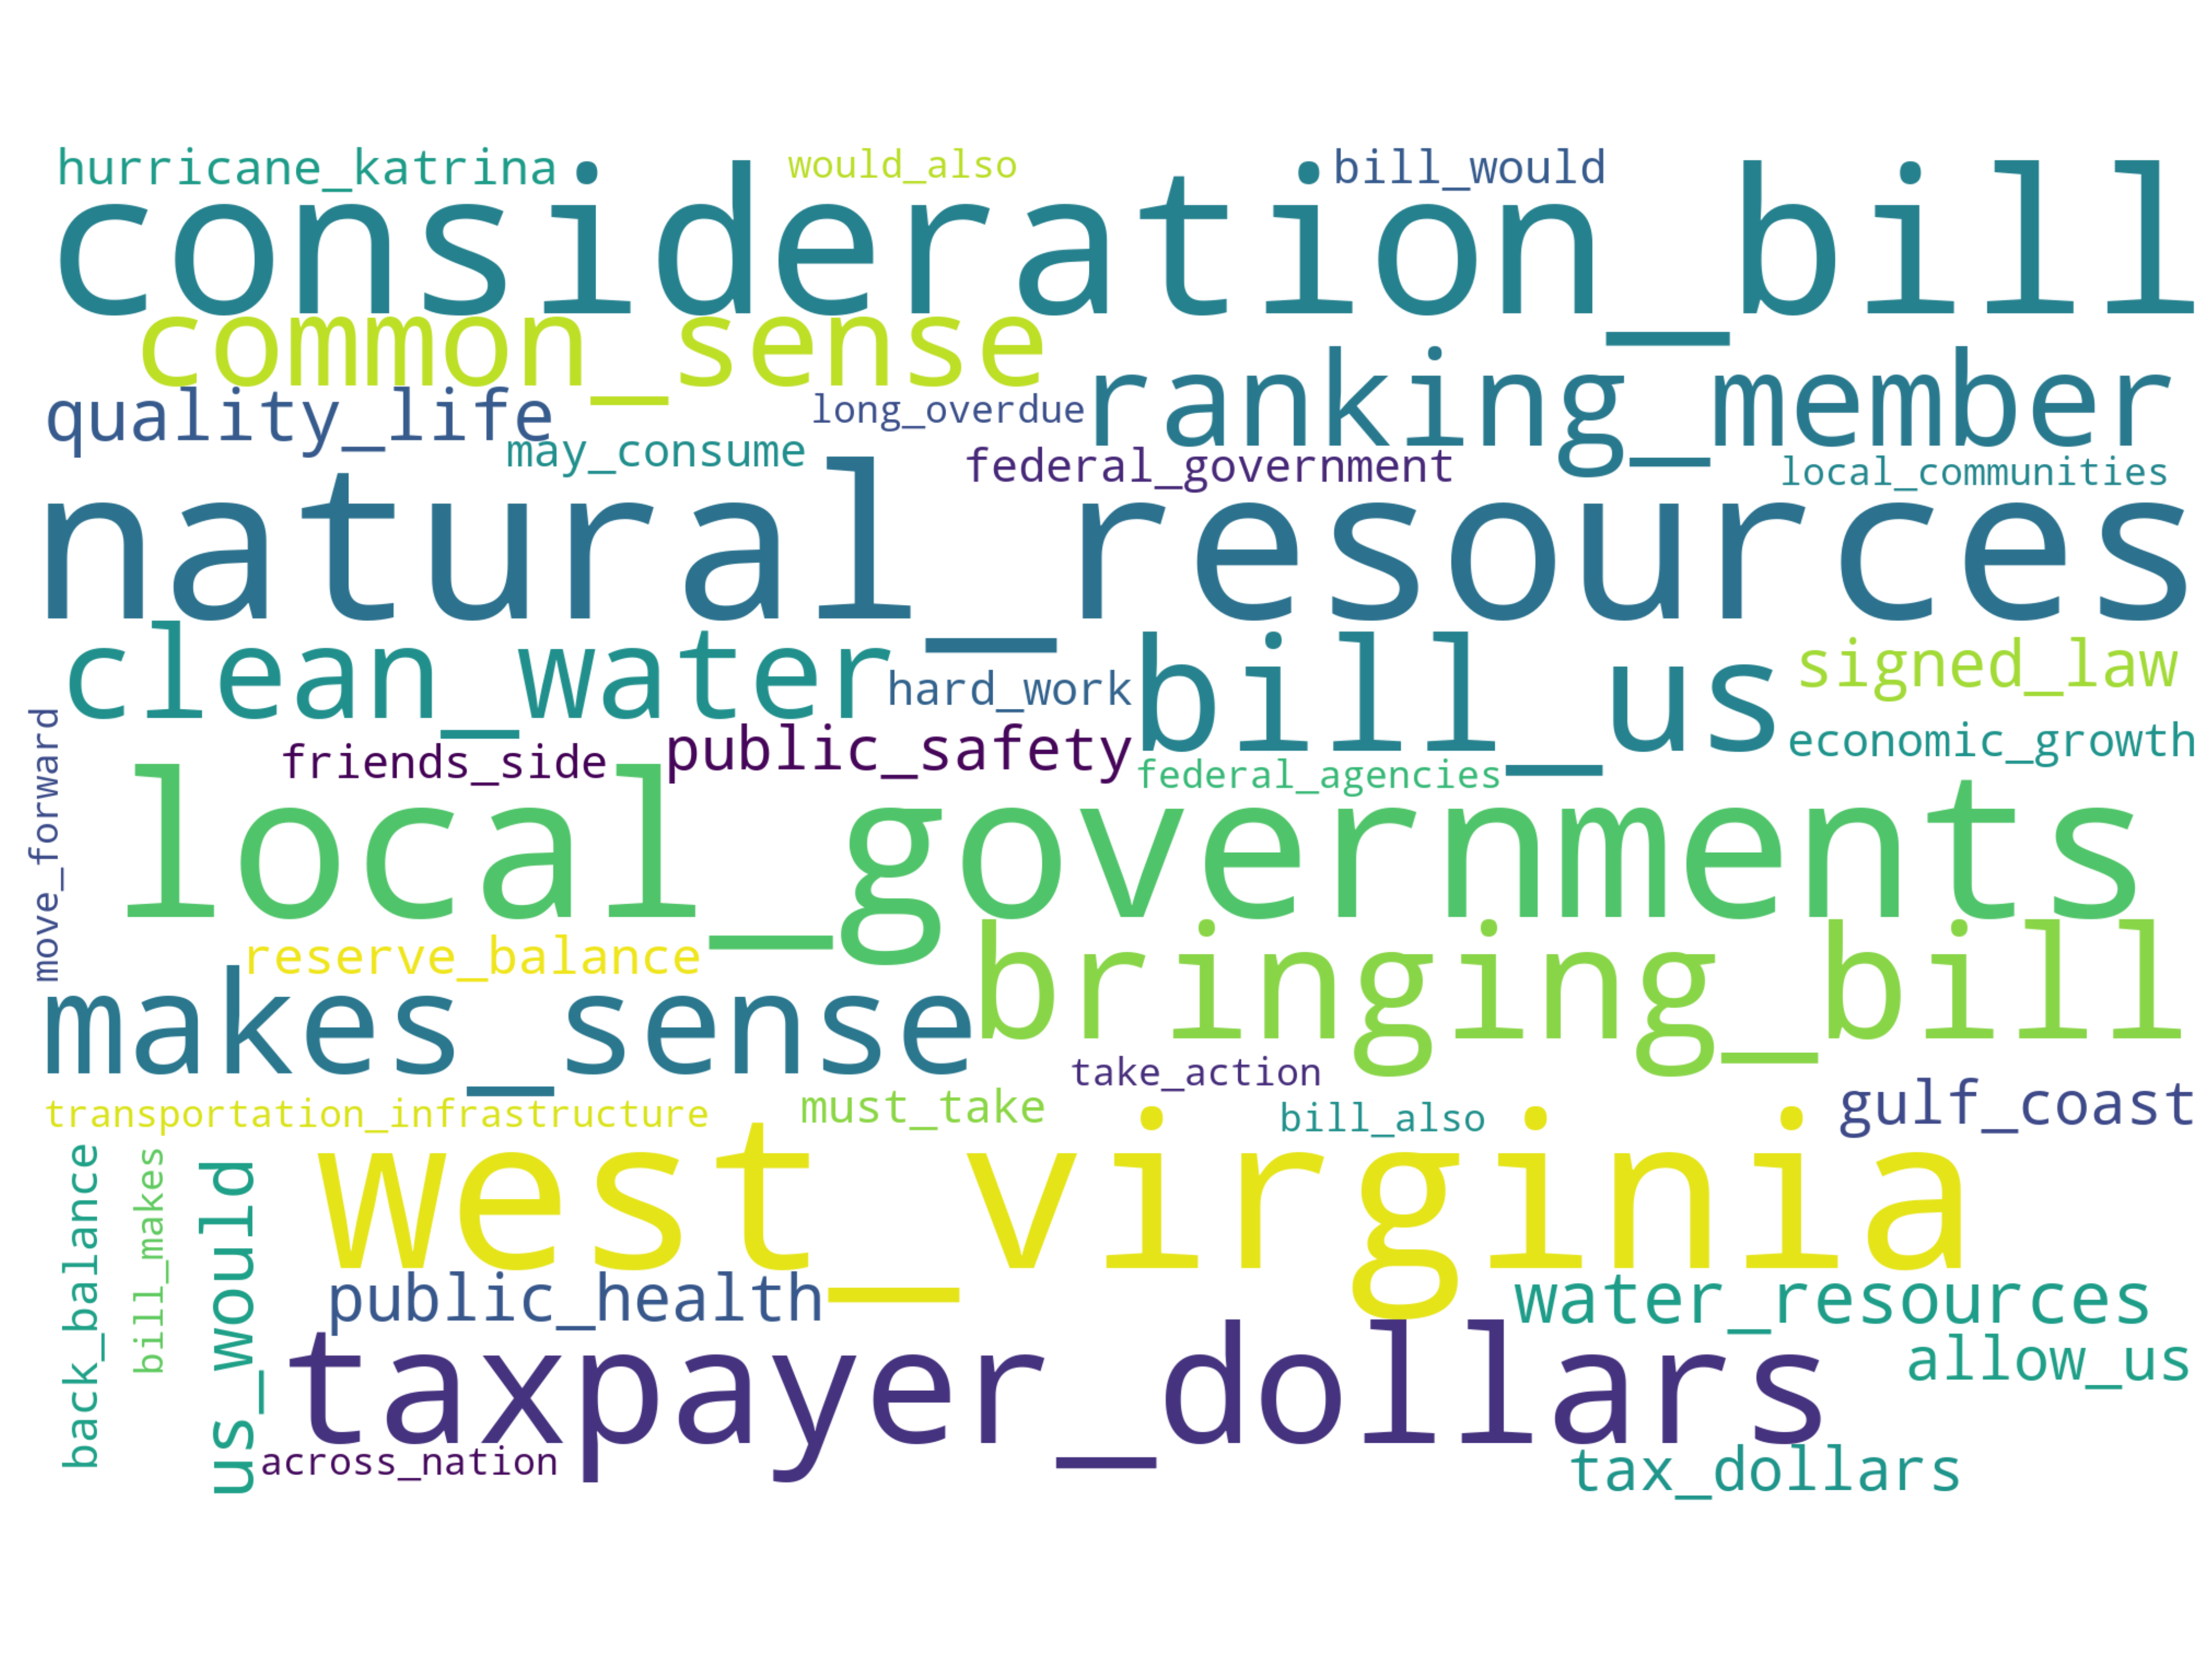 hurricane_katrina would_also bill_would
consideration_bill
common_sense
ranking_member
quality_life long_overdue
may_consume federal_government local_communities
natural_resources
clean_water hard_work bill_us signed_law
move_forward
friends_side public_safety economic_growth
federal_agencies
local_governments
reserve_balance bringing_bill
makes_sense
take_action
transportation_infrastructure must_take bill_also gulf_coast
back_balance
bill_makes
us_would
west_virginia
public_health water_resources
taxpayer_dollars allow_us
across_nation tax_dollars